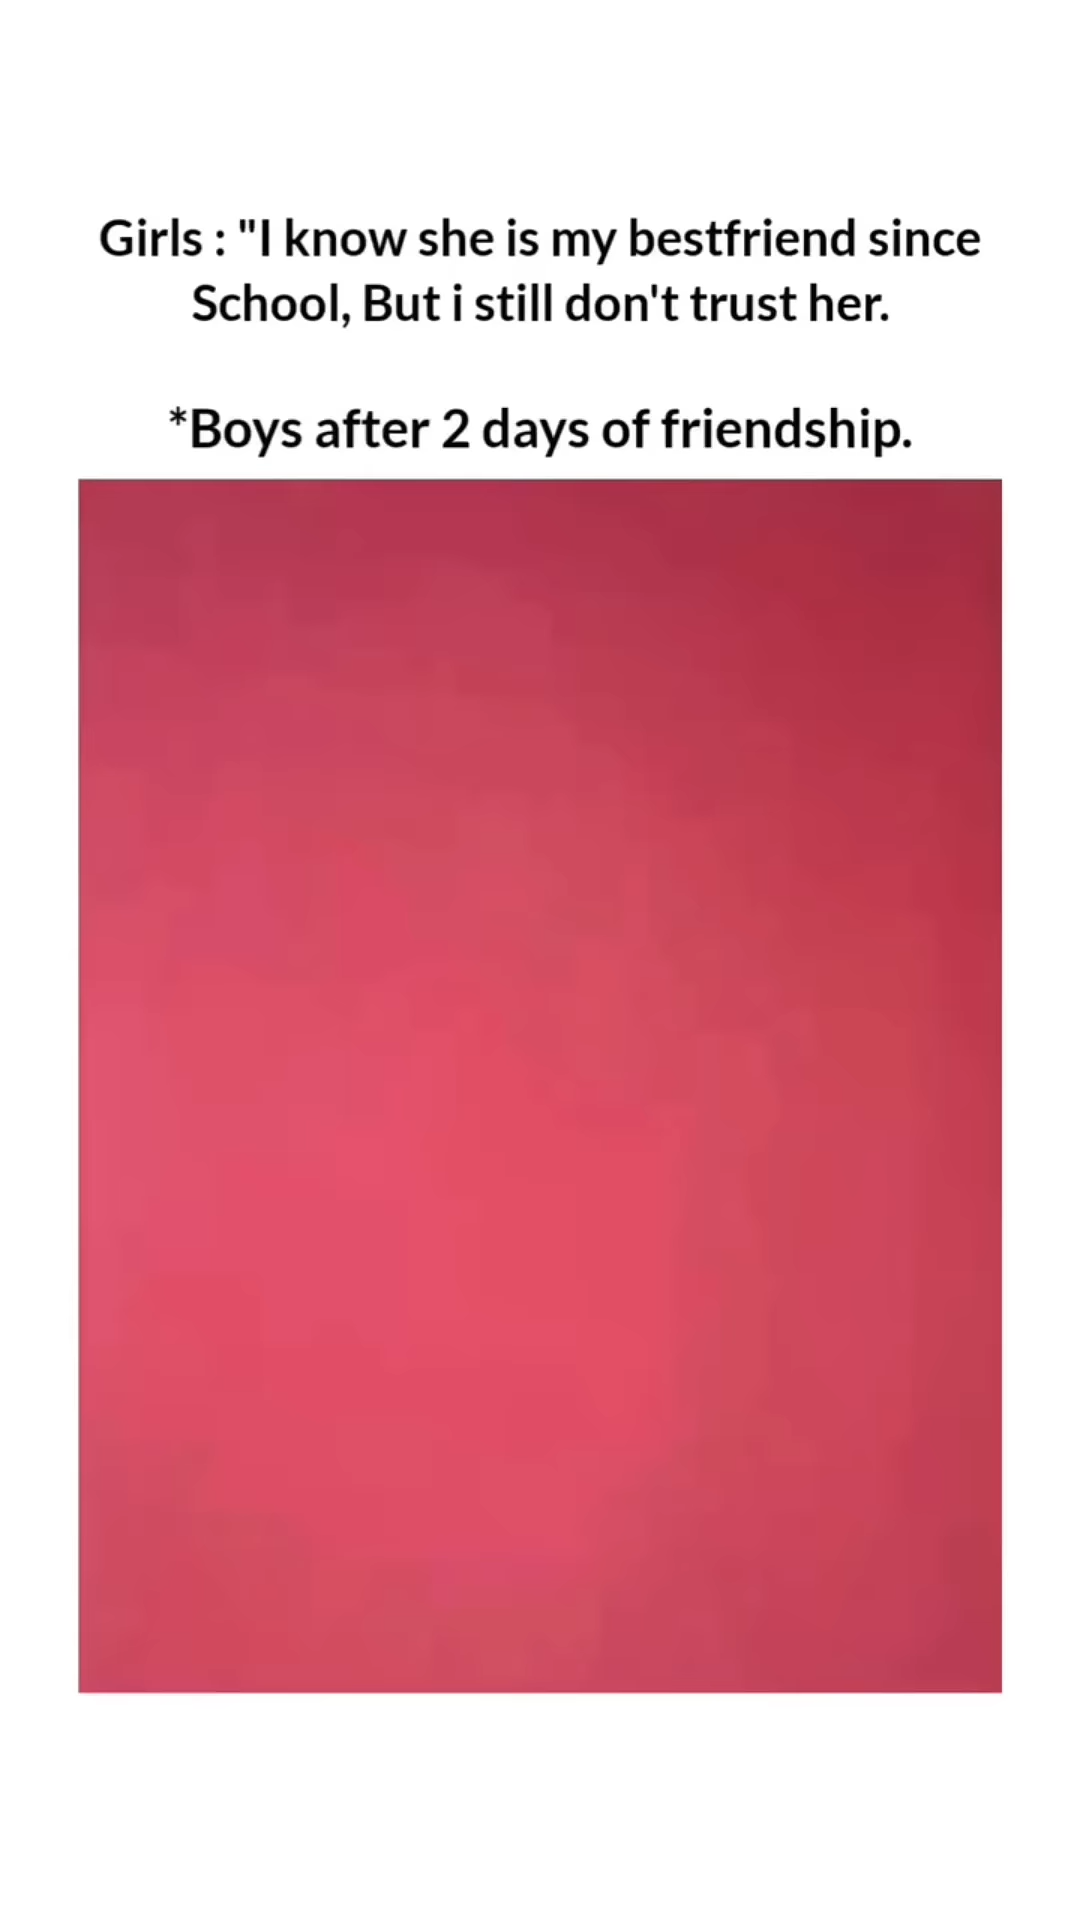 Girls : "I know she is my bestfriend since
School, But i still don't trust her.
*Boys after 2 days of friendship.